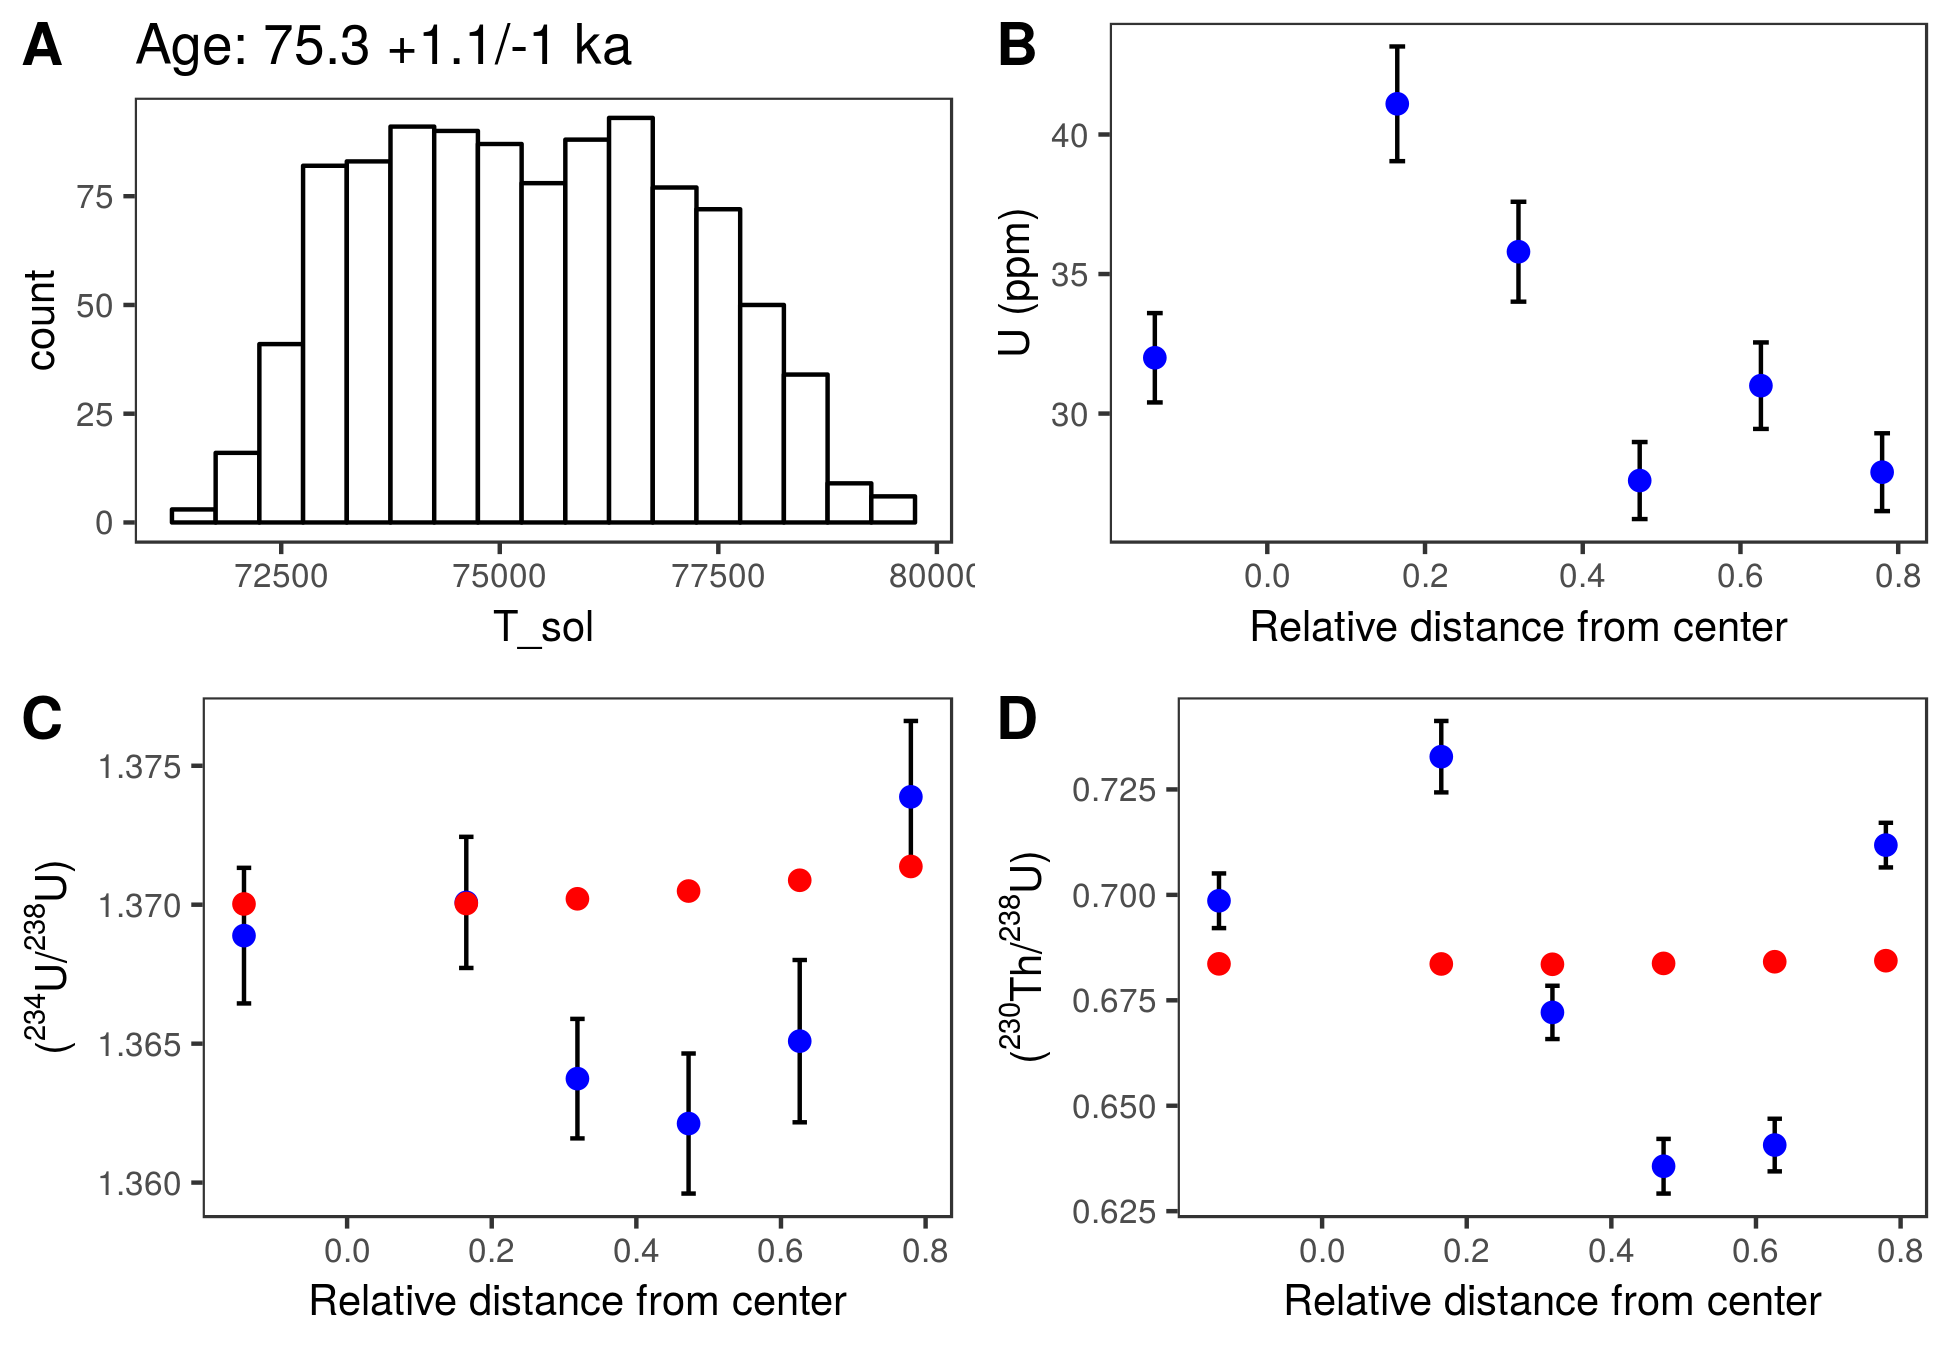 A
Age: 75.3 +1.1/-1 ka
count
75
50
25
0
72500 75000 77500 80000
T_sol
B
U (ppm)
40
35
30
0.0 0.2 0.4 0.6 0.8
Relative distance from center
C
(²³⁴U/²³⁸U)
1.375
1.370
1.365
1.360
0.0 0.2 0.4 0.6 0.8
Relative distance from center
D
(²³⁰Th/²³⁸U)
0.725
0.700
0.675
0.650
0.625
0.0 0.2 0.4 0.6 0.8
Relative distance from center